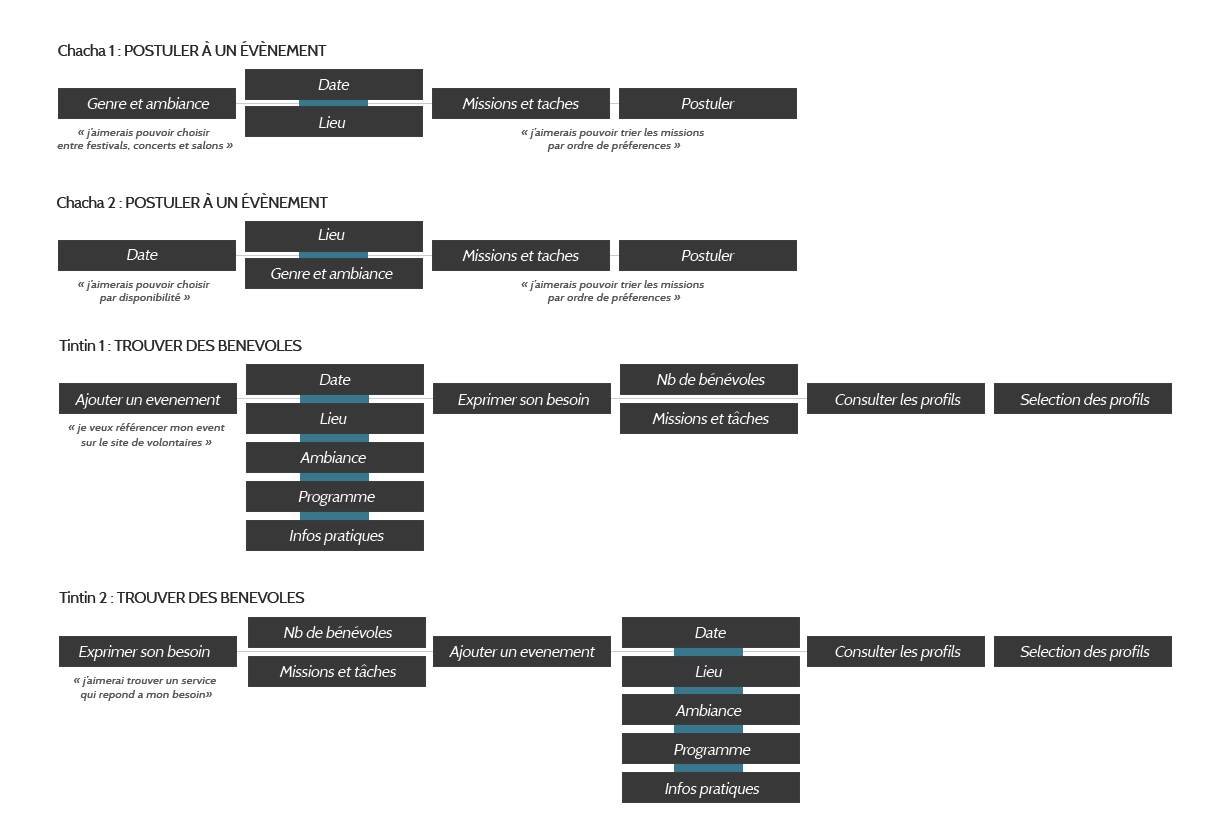 Chacha 1 : POSTULER À UN ÉVÈNEMENT
Genre et ambiance
Date
Lieu
Missions et taches
Postuler
« j'aimerais pouvoir choisir
entre festivals, concerts et salons »
« j'aimerais pouvoir trier les missions
par ordre de préferences »
Chacha 2 : POSTULER À UN ÉVÈNEMENT
Date
Lieu
Genre et ambiance
Missions et taches
Postuler
« j'aimerais pouvoir choisir
par disponibilité »
« j'aimerais pouvoir trier les missions
par ordre de préferences »
Tintin 1 : TROUVER DES BENEVOLES
Ajouter un evenement
« je veux référencer mon event
sur le site de volontaires »
Date
Lieu
Ambiance
Programme
Infos pratiques
Exprimer son besoin
Nb de bénévoles
Missions et tâches
Consulter les profils
Selection des profils
Tintin 2 : TROUVER DES BENEVOLES
Exprimer son besoin
« j'aimerai trouver un service
qui repond a mon besoin»
Nb de bénévoles
Missions et tâches
Ajouter un evenement
Date
Lieu
Ambiance
Programme
Infos pratiques
Consulter les profils
Selection des profils